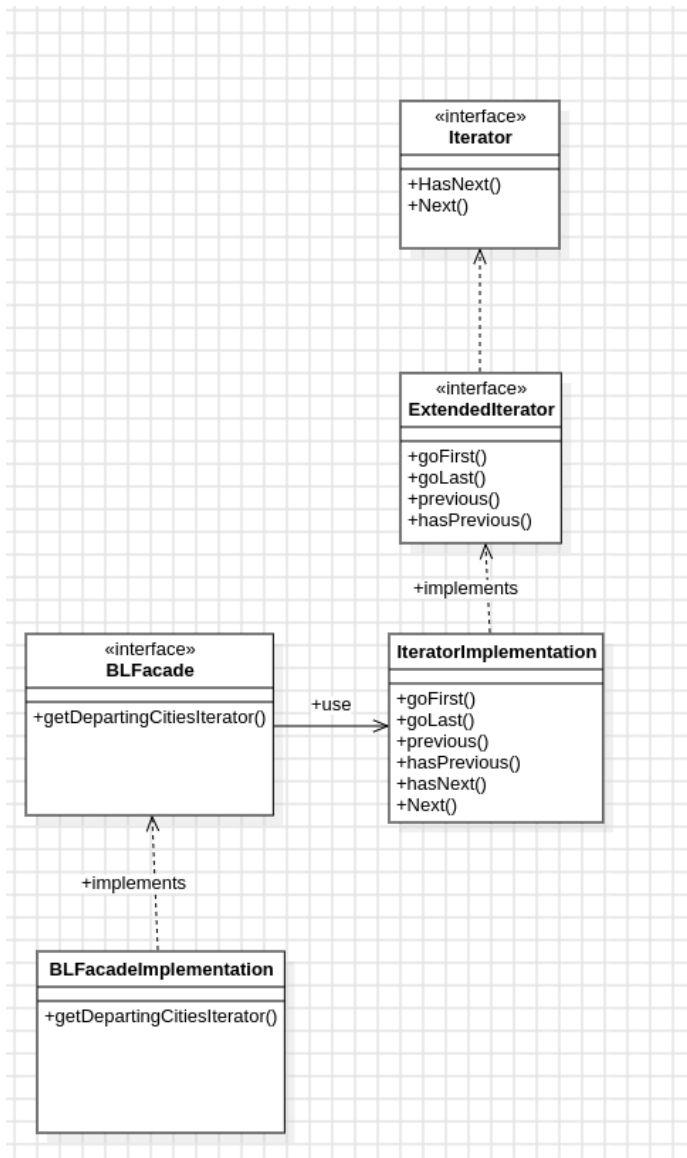 «interface»
Iterator
+HasNext()
+Next()
«interface»
ExtendedIterator
+goFirst()
+goLast()
+previous()
+hasPrevious()
+implements
«interface»
BLFacade
+getDepartingCitiesIterator()
+use
IteratorImplementation
+goFirst()
+goLast()
+previous()
+hasPrevious()
+hasNext()
+Next()
+implements
BLFacadeImplementation
+getDepartingCitiesIterator()